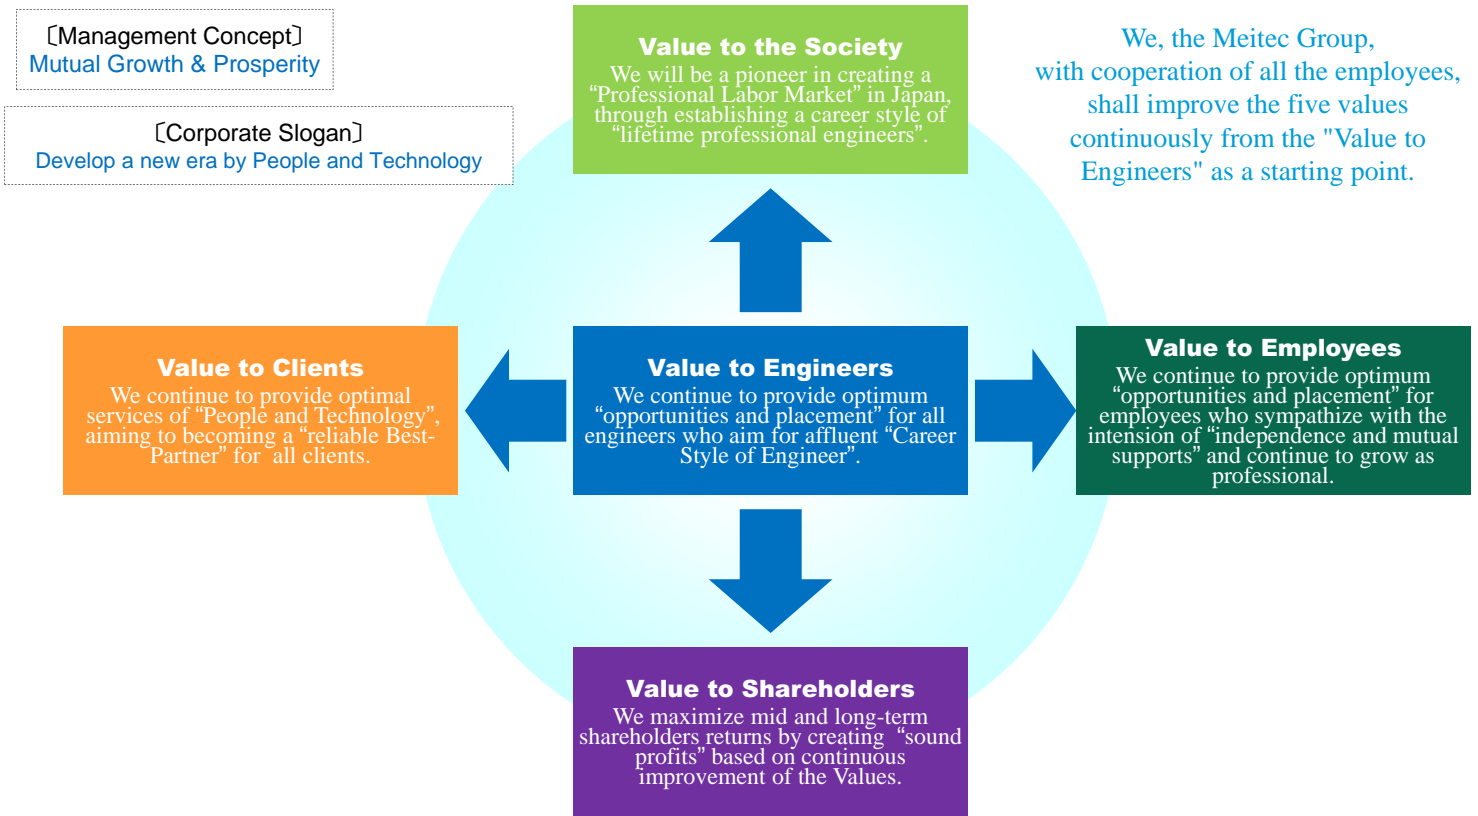 〔Management Concept〕
Mutual Growth & Prosperity
〔Corporate Slogan〕
Develop a new era by People and Technology
Value to the Society
We will be a pioneer in creating a
“Professional Labor Market” in Japan,
through establishing a career style of
“lifetime professional engineers”.
We, the Meitec Group,
with cooperation of all the employees,
shall improve the five values
continuously from the "Value to
Engineers" as a starting point.
Value to Clients
We continue to provide optimal
services of “People and Technology”,
aiming to becoming a “reliable Best-
Partner” for all clients.
Value to Engineers
We continue to provide optimum
“opportunities and placement” for all
engineers who aim for affluent “Career
Style of Engineer”.
Value to Employees
We continue to provide optimum
“opportunities and placement” for
employees who sympathize with the
intension of “independence and mutual
supports” and continue to grow as
professional.
Value to Shareholders
We maximize mid and long-term
shareholders returns by creating “sound
profits” based on continuous
improvement of the Values.